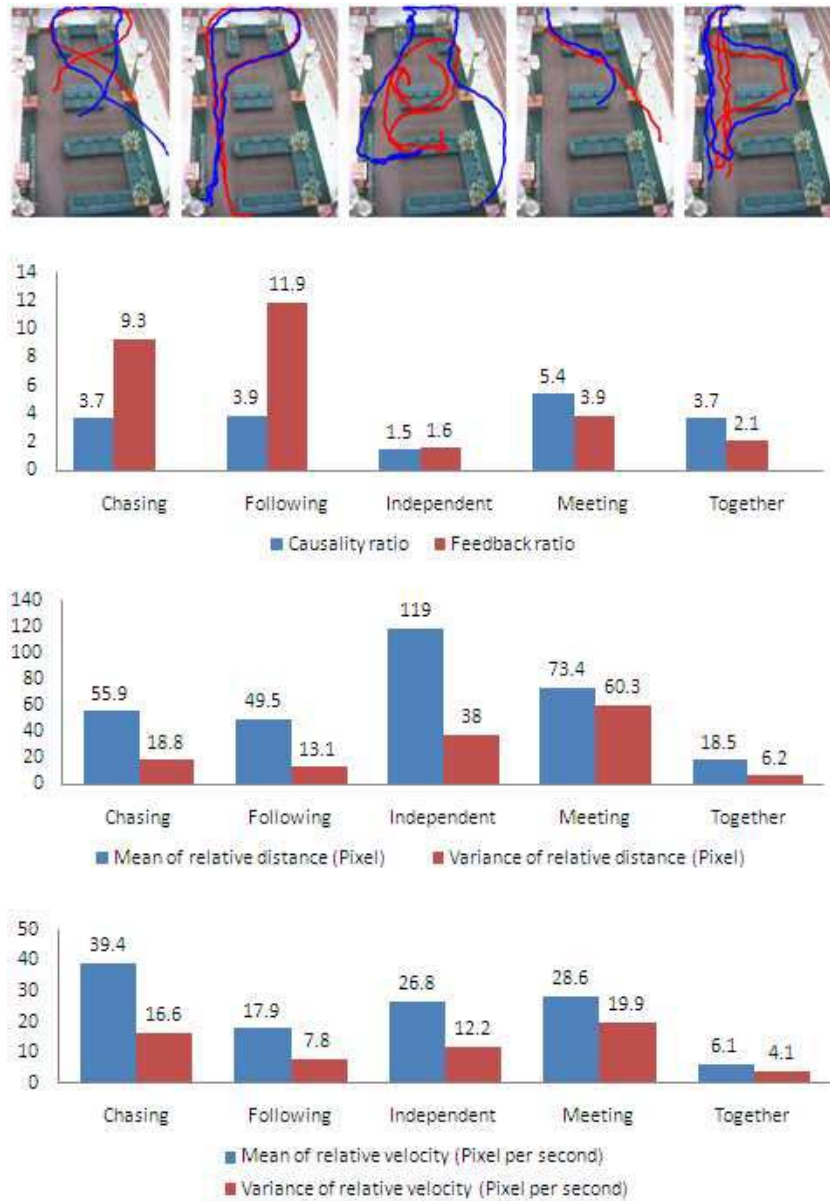 14
12
10
8
6
4
2
0
3.7 9.3 3.9 11.9 1.5 1.6 5.4 3.9 3.7 2.1
Chasing Following Independent Meeting Together
Causality ratio Feedback ratio
140
120
100
80
60
40
20
0
55.9 18.8 49.5 13.1 119 38 73.4 60.3 18.5 6.2
Chasing Following Independent Meeting Together
Mean of relative distance (Pixel) Variance of relative distance (Pixel)
50
40
30
20
10
0
39.4 16.6 17.9 7.8 26.8 12.2 28.6 19.9 6.1 4.1
Chasing Following Independent Meeting Together
Mean of relative velocity (Pixel per second)
Variance of relative velocity (Pixel per second)